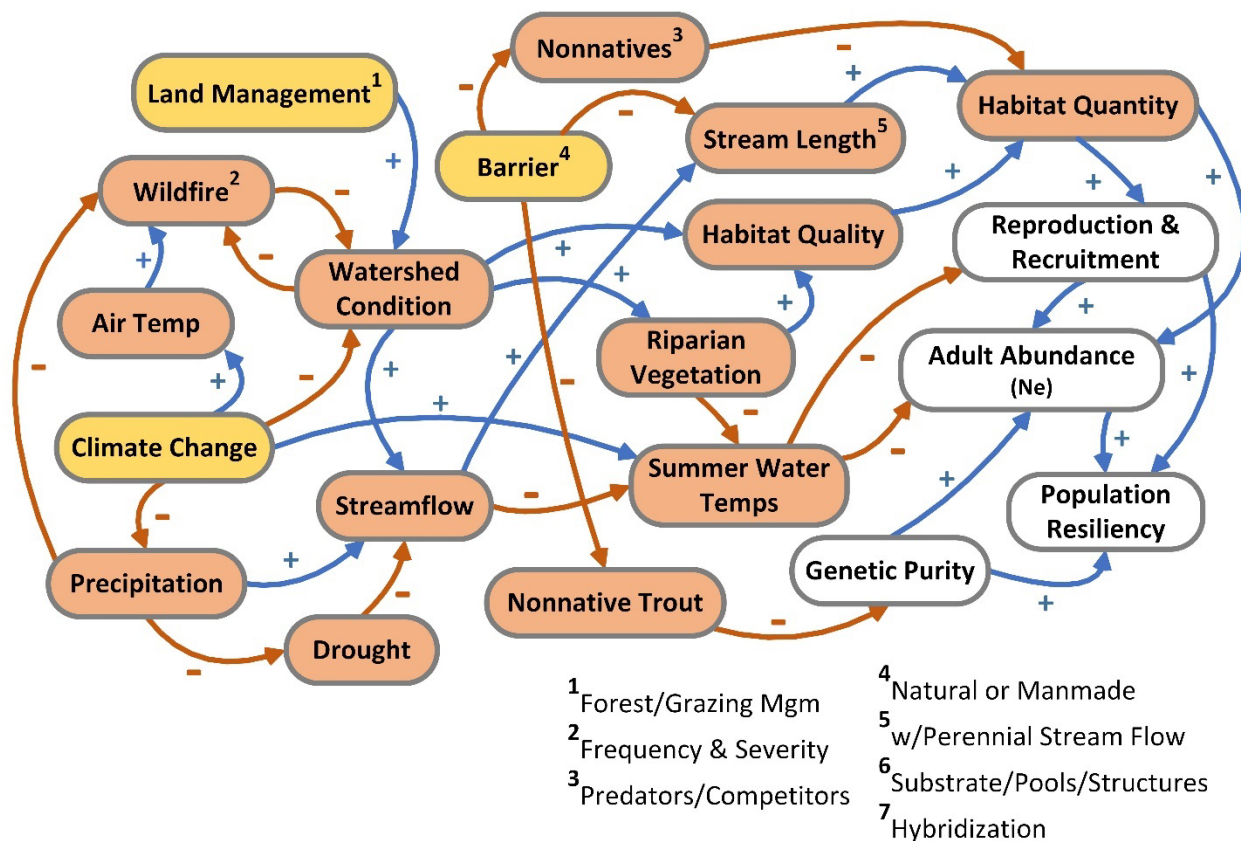 Nonnatives3
Land Management1
Habitat Quantity
Stream Length5
Barrier4
Wildfire2
Habitat Quality
Reproduction &
Recruitment
Watershed
Condition
Air Temp
Riparian
Vegetation
Adult Abundance
(Ne)
Climate Change
Summer Water
Temps
Streamflow
Population
Resiliency
Precipitation
Genetic Purity
Nonnative Trout
Drought
1Forest/Grazing Mgm
2Frequency & Severity
3Predators/Competitors
4Natural or Manmade
5w/Perennial Stream Flow
6Substrate/Pools/Structures
7Hybridization